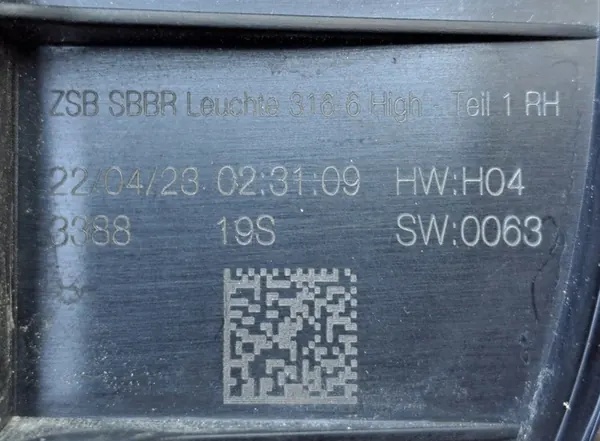 ZSB SBBR Leuchte 316-6 High - Teil 1 RH
22/04/23 02:31:09 HW:H04
3388 19S SW:0063